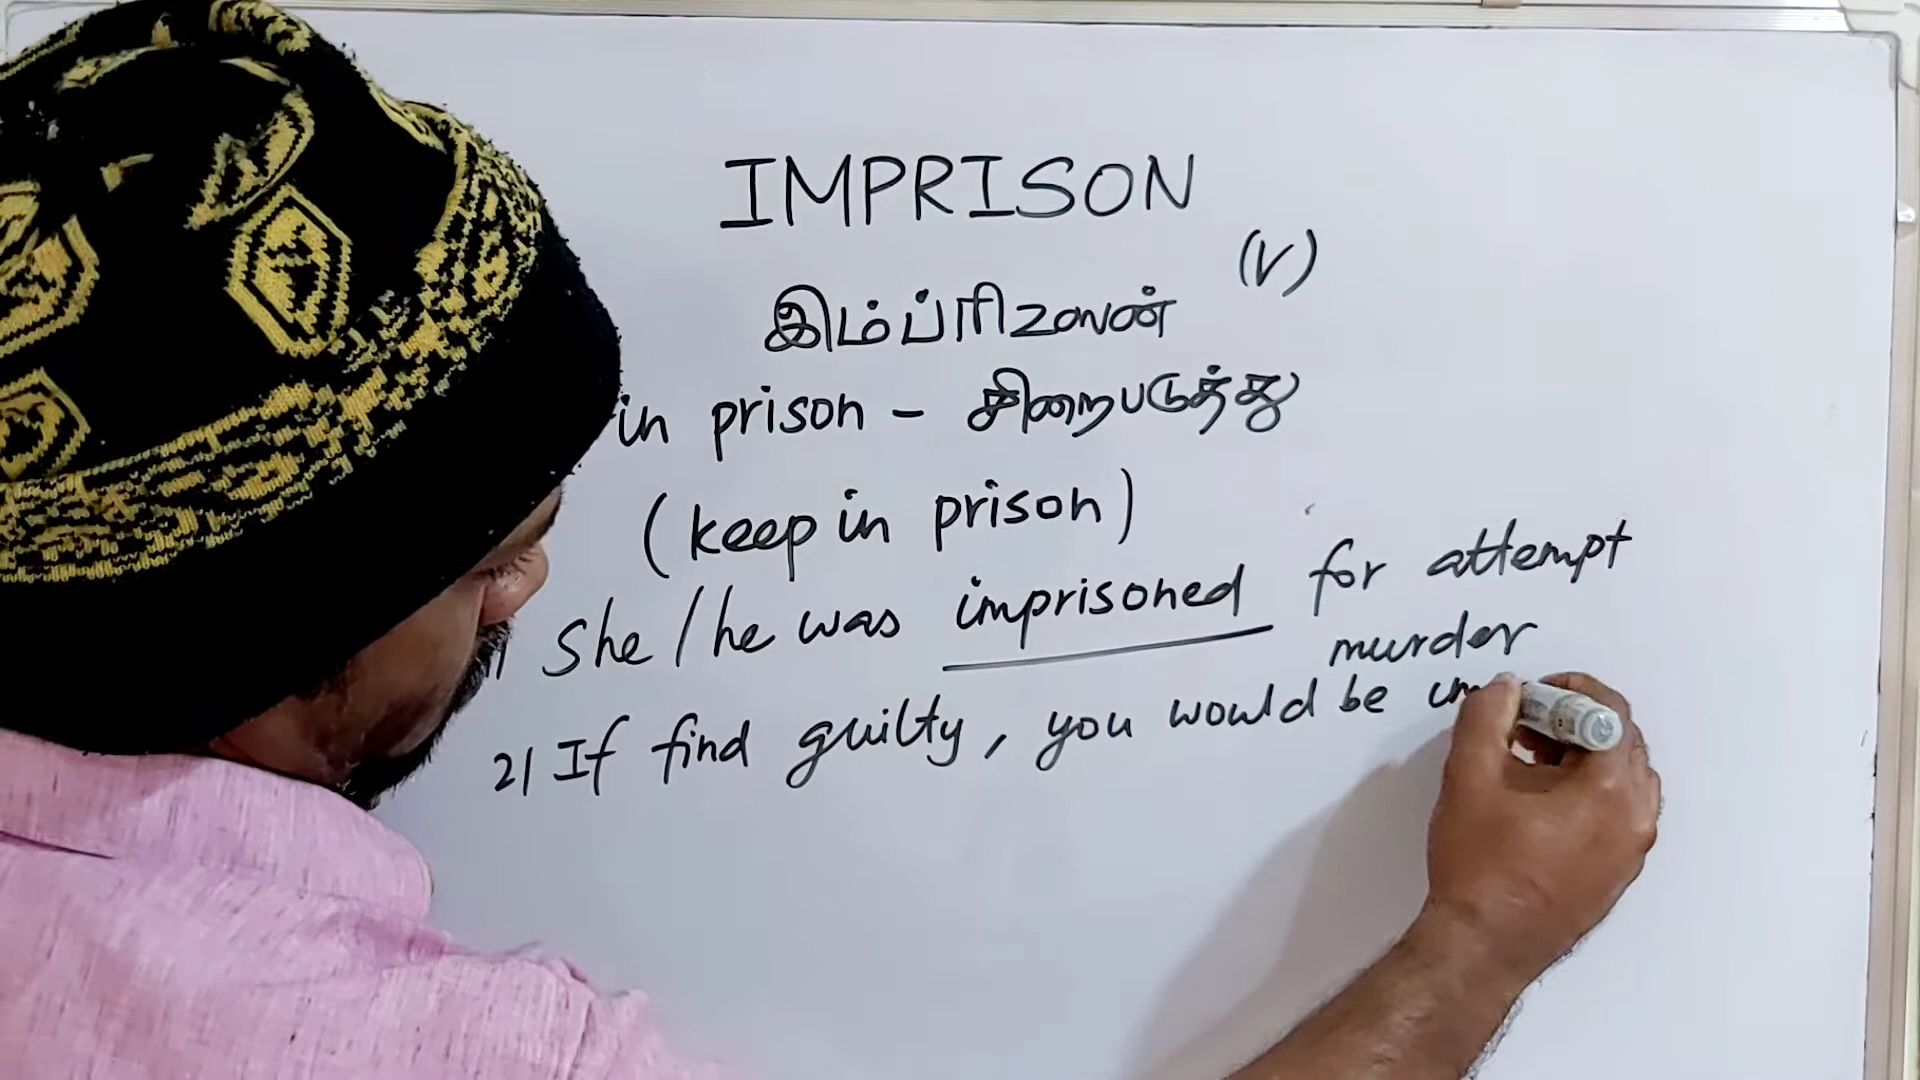 IMPRISON
(V)
இம்ப்ரிஸன்
in prison - சிறைபடுத்து
(keep in prison)
She/he was imprisoned for attempt
murder
2) If find guilty, you would be